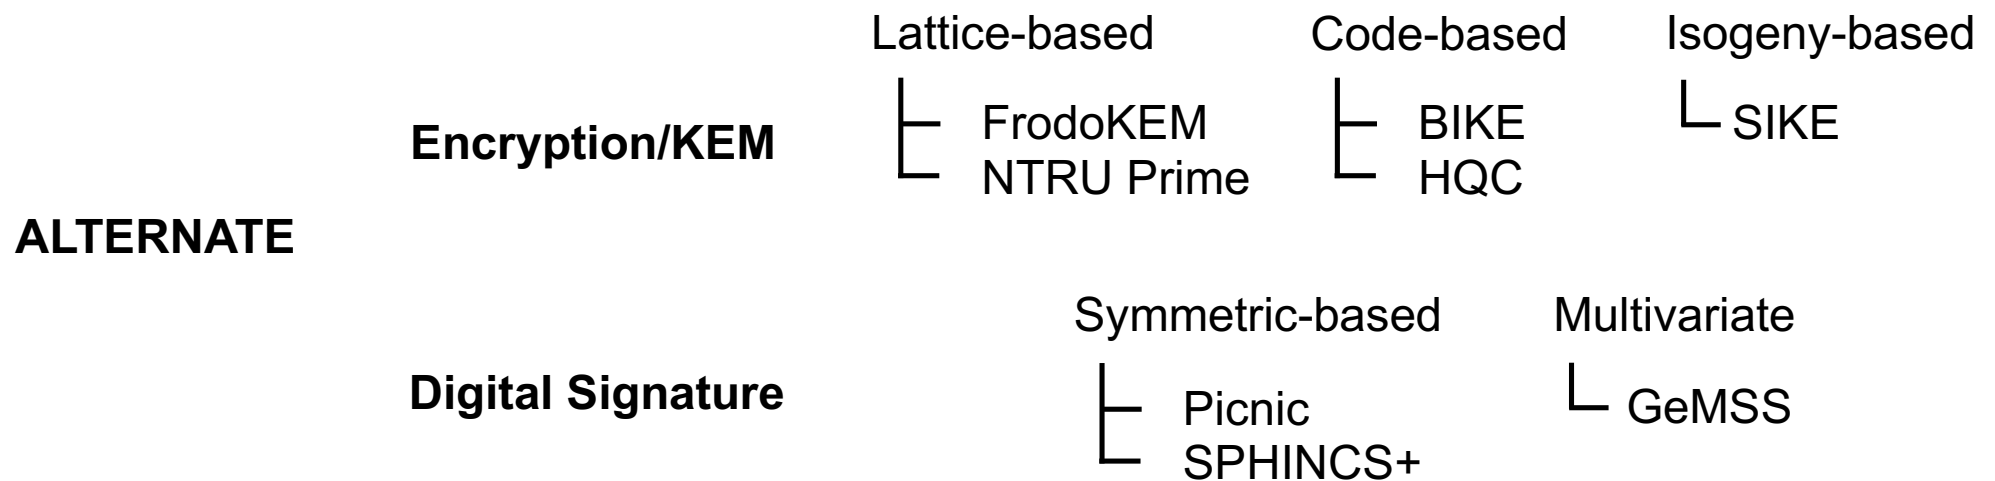 Lattice-based Code-based Isogeny-based
Encryption/KEM FrodoKEM BIKE SIKE
NTRU Prime HQC
ALTERNATE
Symmetric-based Multivariate
Digital Signature Picnic GeMSS
SPHINCS+